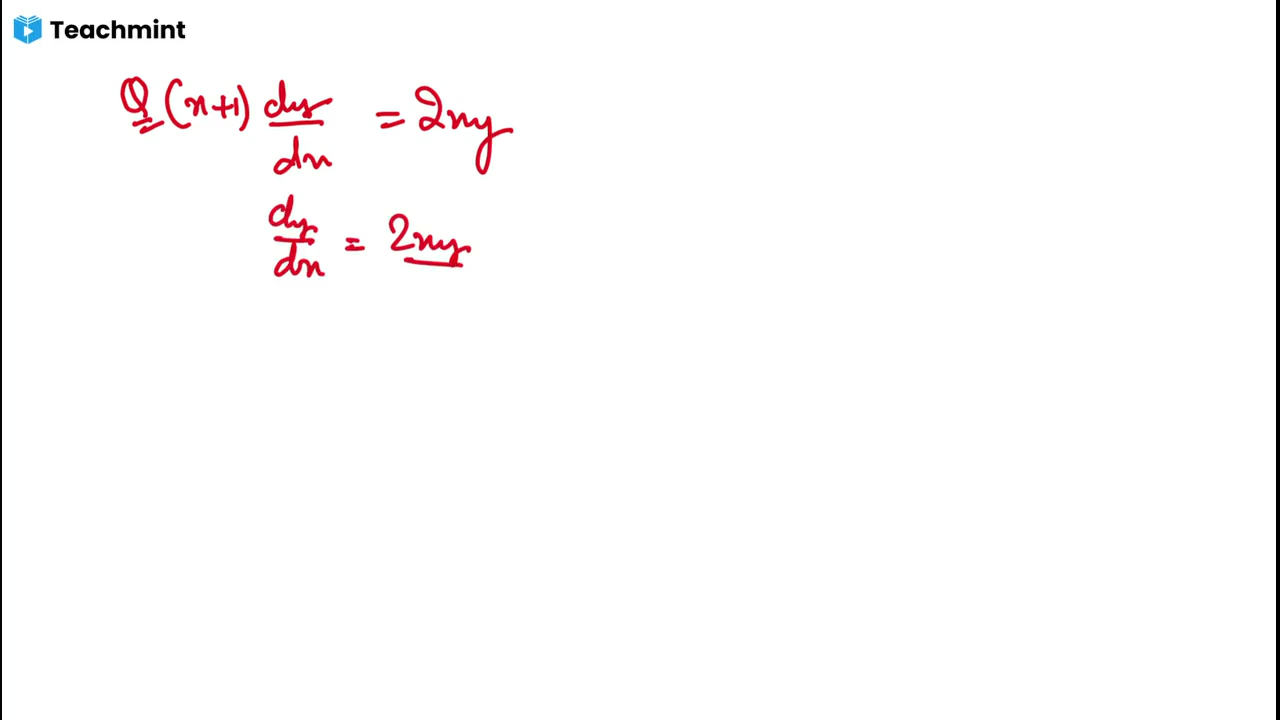 Teachmint
Q (x+1) dy/dx = 2xy
dy/dx = 2xy